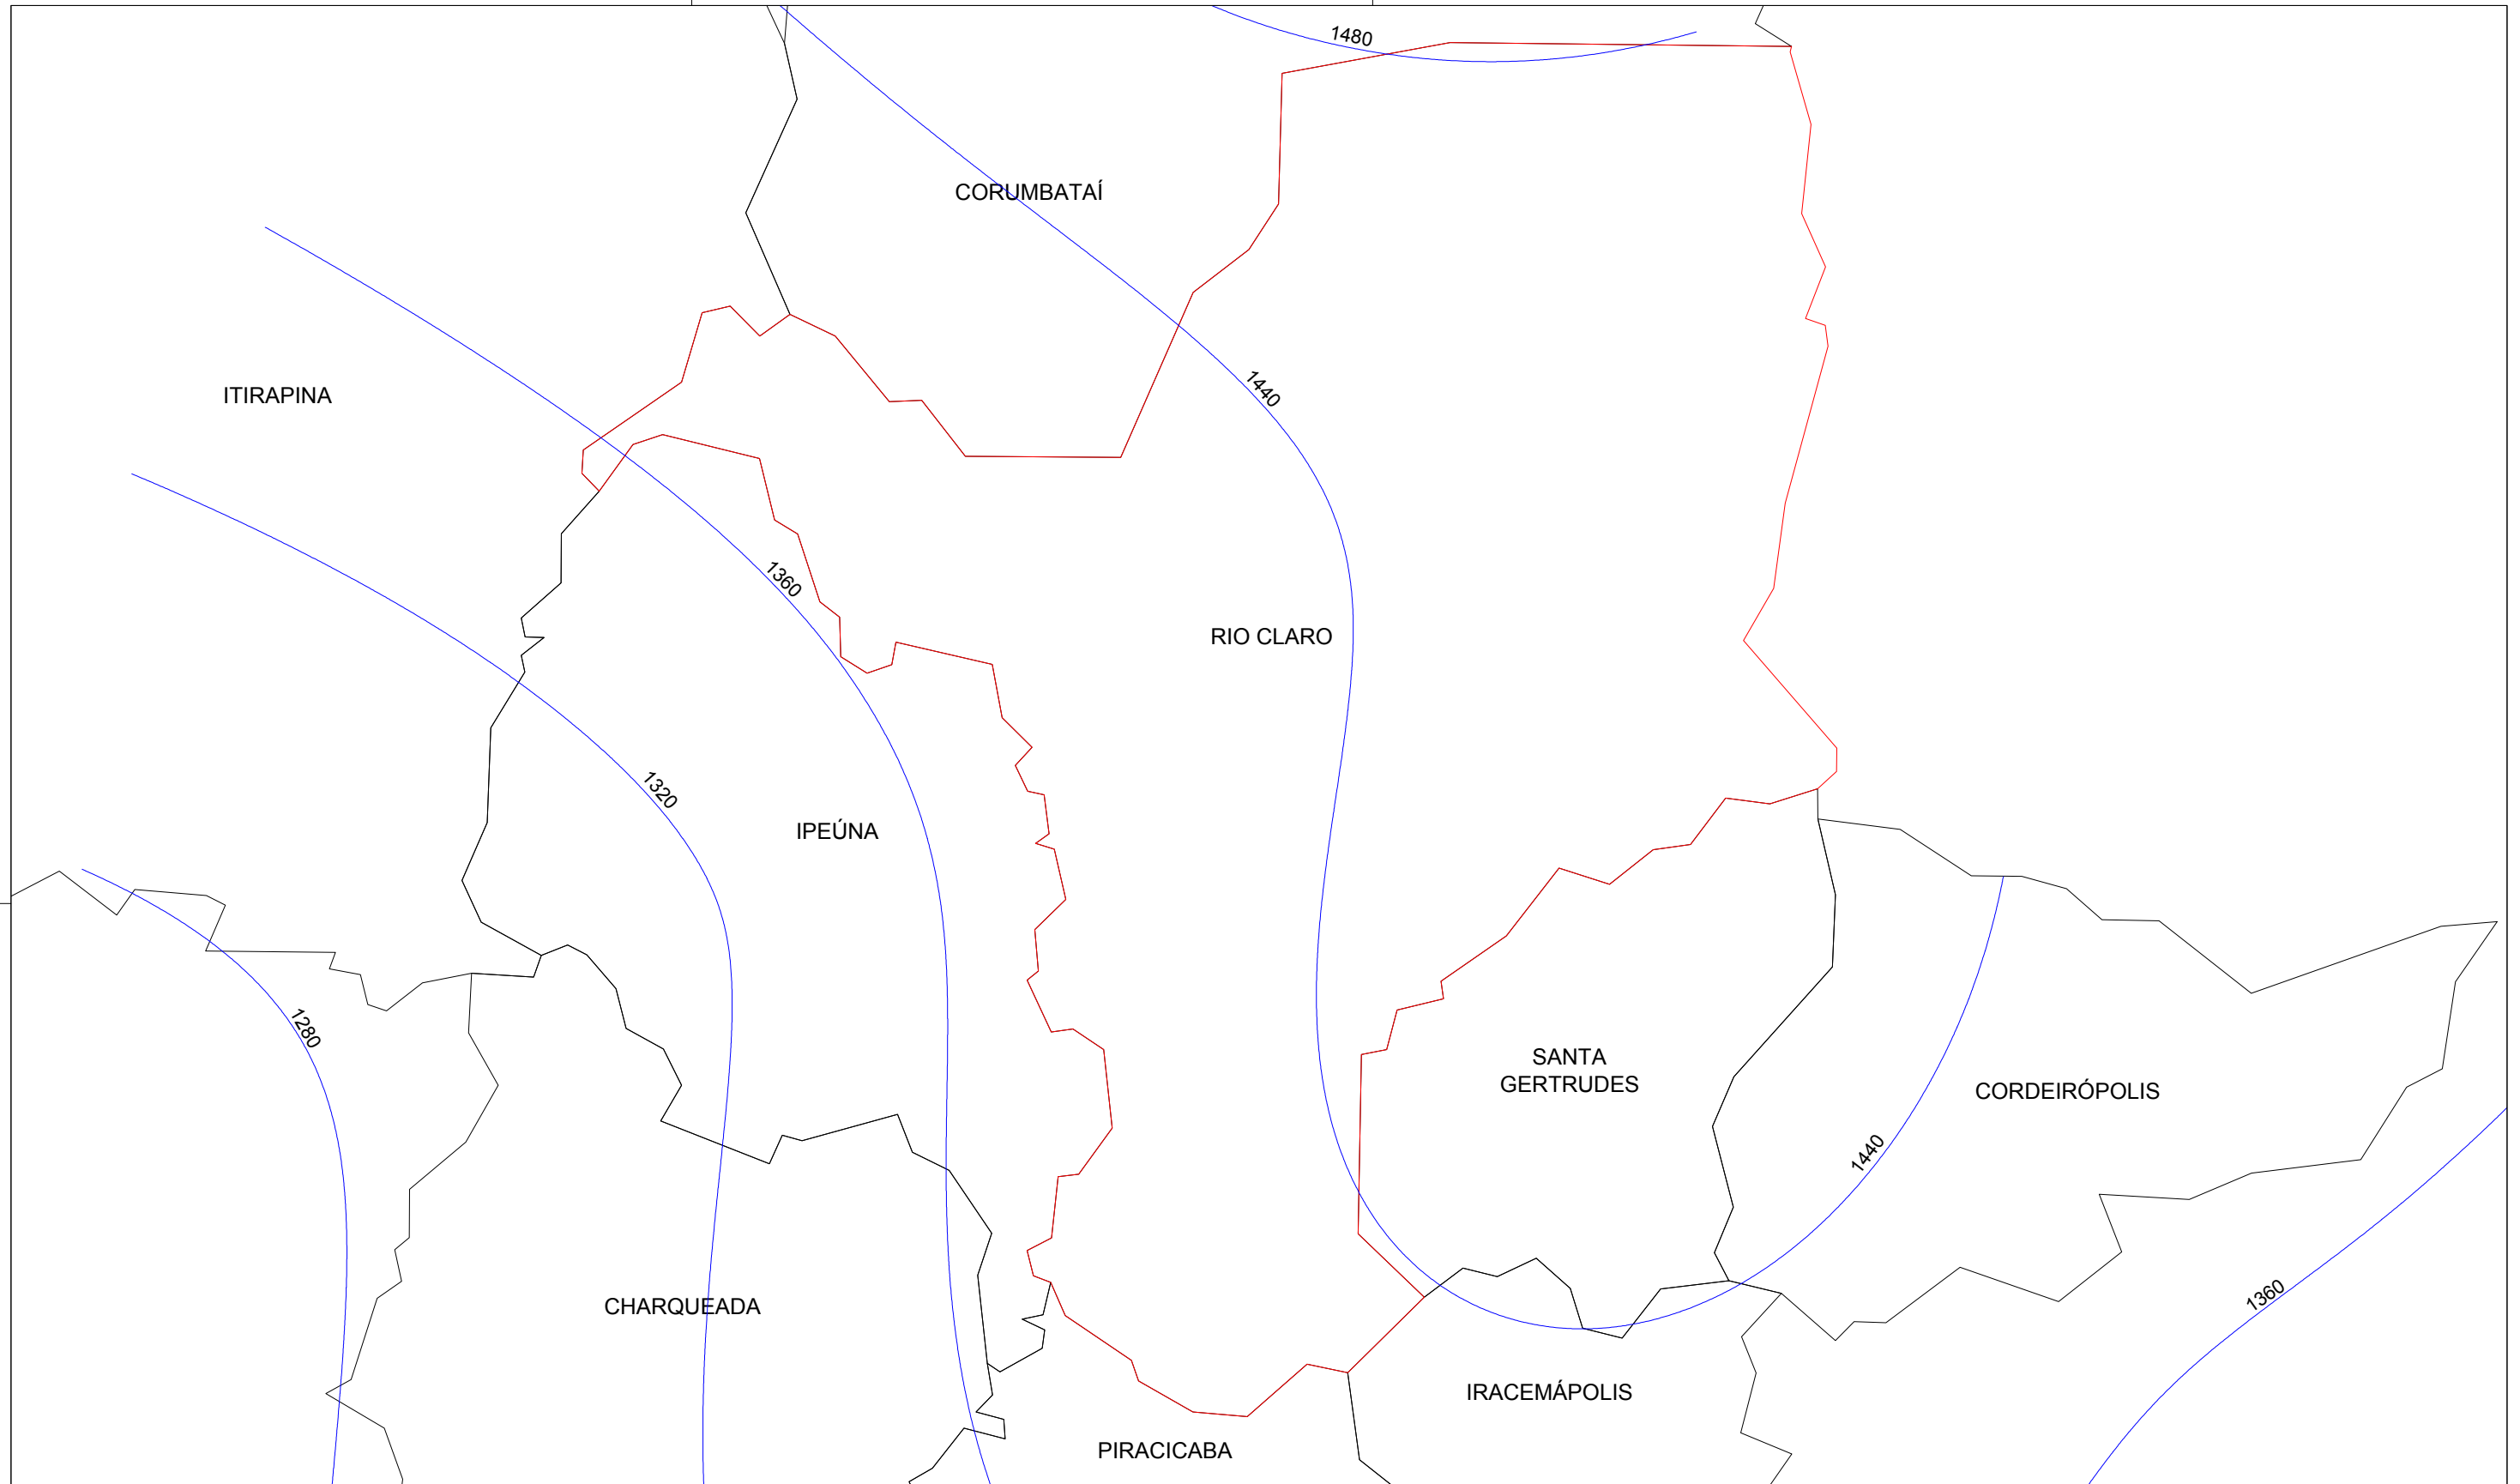 1480
CORUMBATAÍ
ITIRAPINA
1440
1360
RIO CLARO
1320
IPEÚNA
1280
SANTA
GERTRUDES
CORDEIRÓPOLIS
1440
1360
CHARQUEADA
IRACEMÁPOLIS
PIRACICABA